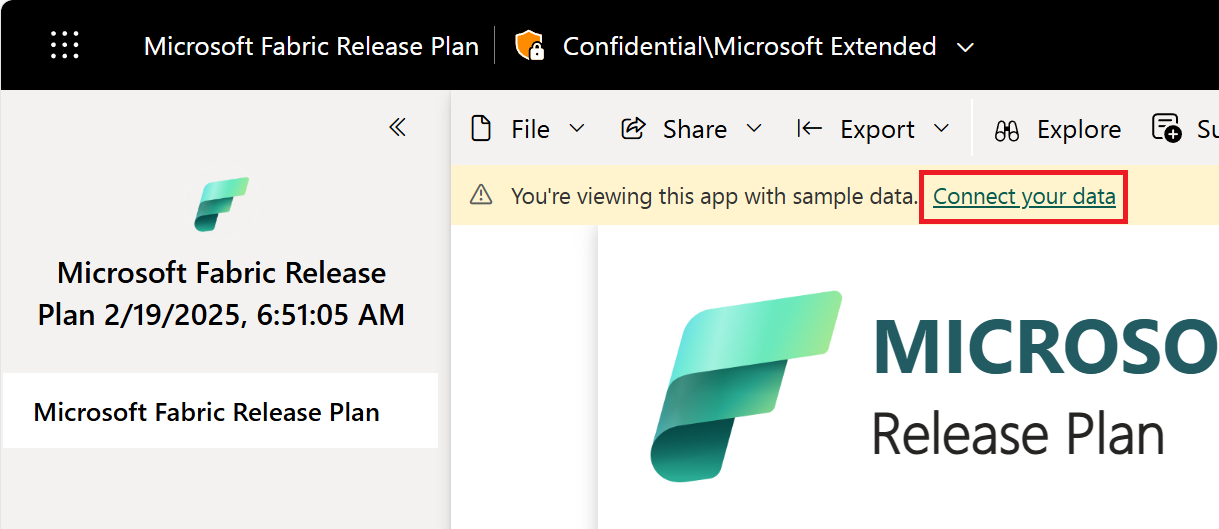 Microsoft Fabric Release Plan Confidential\Microsoft Extended
File Share Export Explore Su
You're viewing this app with sample data. Connect your data
Microsoft Fabric Release
Plan 2/19/2025, 6:51:05 AM
Microsoft Fabric Release Plan
MICROSO
Release Plan